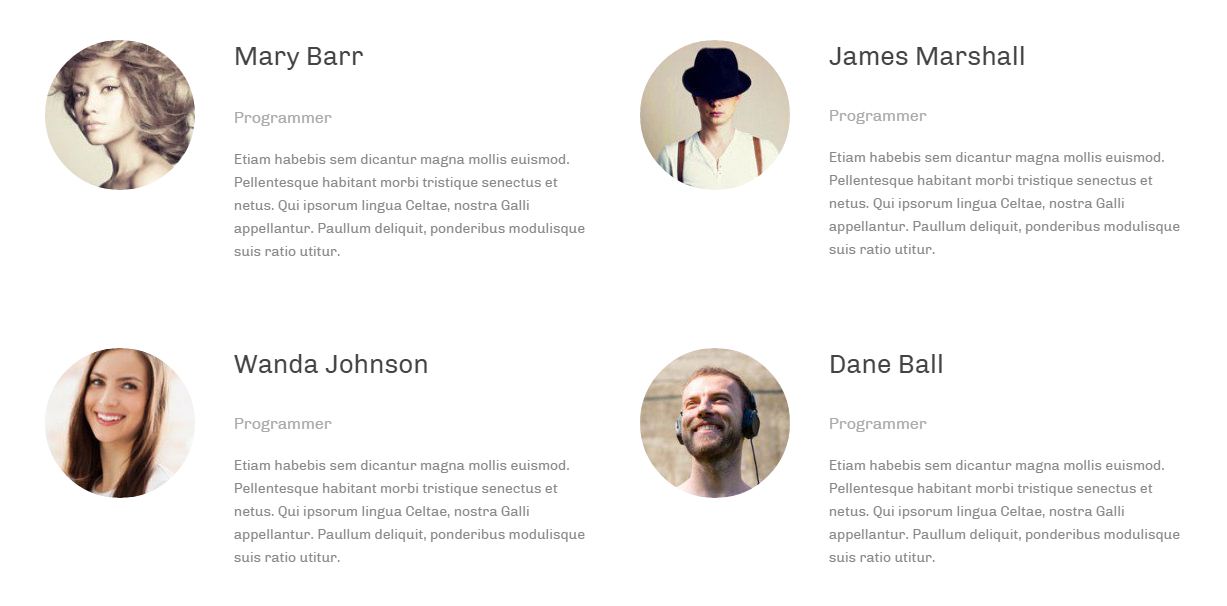 Mary Barr
Programmer
Etiam habebis sem dicantur magna mollis euismod.
Pellentesque habitant morbi tristique senectus et
netus. Qui ipsorum lingua Celtae, nostra Galli
appellantur. Paullum deliquit, ponderibus modulisque
suis ratio utitur.
James Marshall
Programmer
Etiam habebis sem dicantur magna mollis euismod.
Pellentesque habitant morbi tristique senectus et
netus. Qui ipsorum lingua Celtae, nostra Galli
appellantur. Paullum deliquit, ponderibus modulisque
suis ratio utitur.
Wanda Johnson
Programmer
Etiam habebis sem dicantur magna mollis euismod.
Pellentesque habitant morbi tristique senectus et
netus. Qui ipsorum lingua Celtae, nostra Galli
appellantur. Paullum deliquit, ponderibus modulisque
suis ratio utitur.
Dane Ball
Programmer
Etiam habebis sem dicantur magna mollis euismod.
Pellentesque habitant morbi tristique senectus et
netus. Qui ipsorum lingua Celtae, nostra Galli
appellantur. Paullum deliquit, ponderibus modulisque
suis ratio utitur.